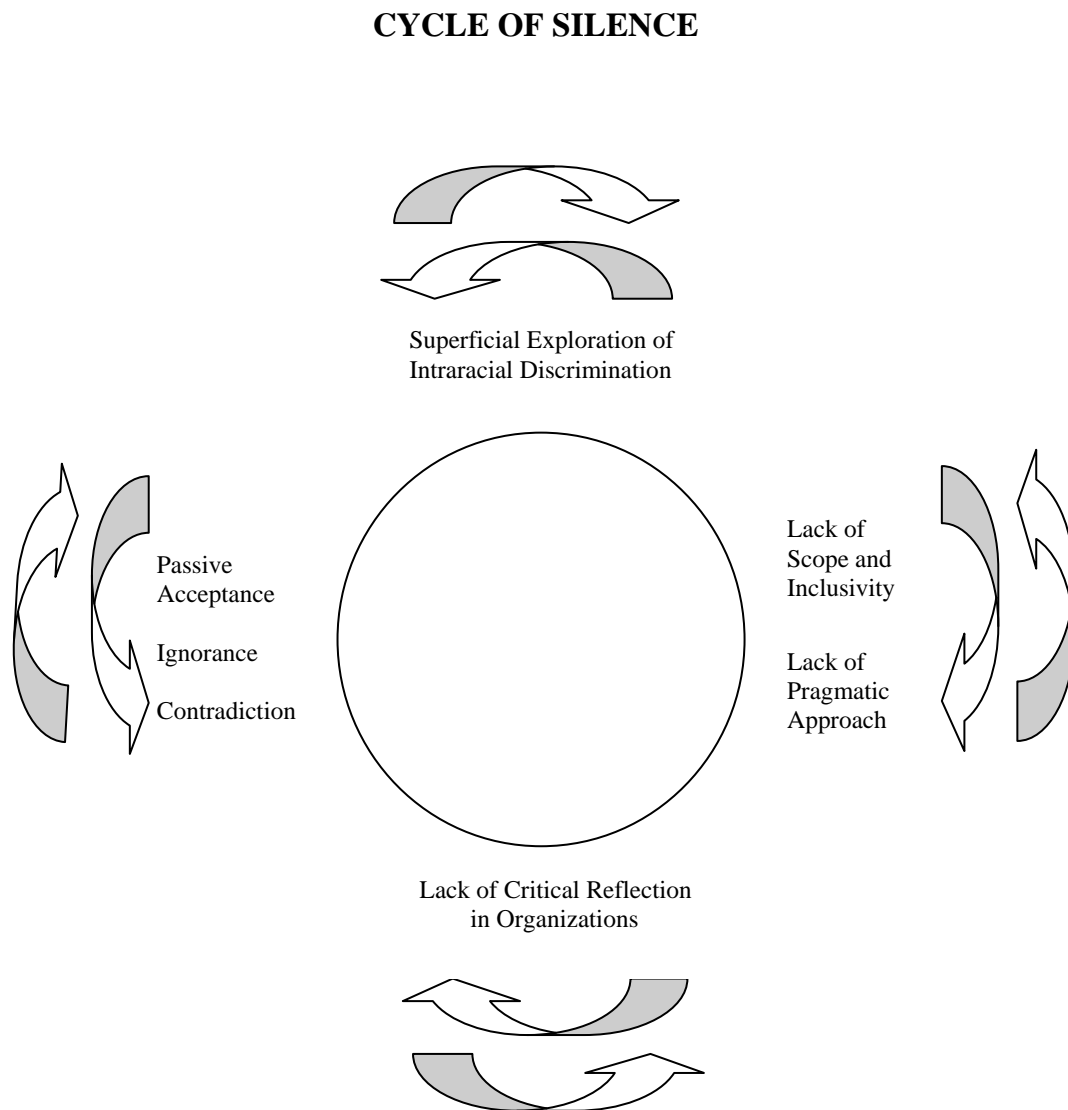 CYCLE OF SILENCE
Superficial Exploration of
Intraracial Discrimination
Passive
Acceptance
Ignorance
Contradiction
Lack of
Scope and
Inclusivity
Lack of
Pragmatic
Approach
Lack of Critical Reflection
in Organizations